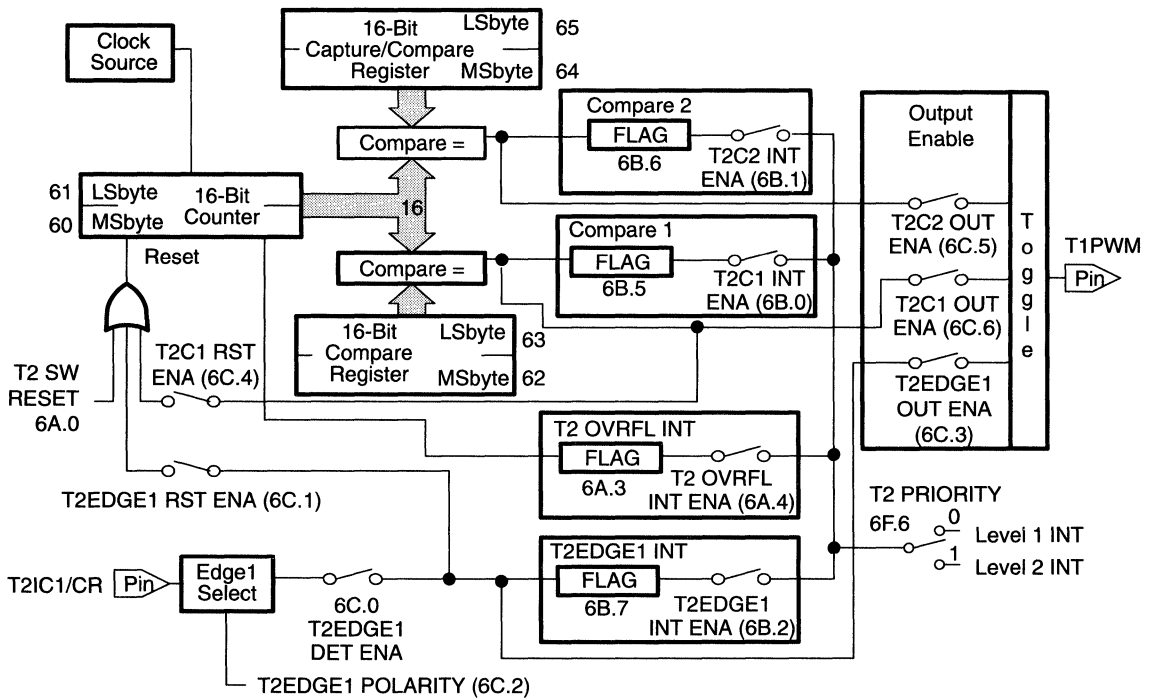 Clock
Source
16-Bit
Capture/Compare
Register
LSbyte
MSbyte
65
64
Compare =
61
60
LSbyte
MSbyte
16-Bit
Counter
16
Reset
Compare =
16-Bit
Compare
Register
LSbyte
MSbyte
63
62
Compare 2
FLAG
6B.6
T2C2 INT
ENA (6B.1)
Compare 1
FLAG
6B.5
T2C1 INT
ENA (6B.0)
Output
Enable
T2C2 OUT
ENA (6C.5)
T2C1 OUT
ENA (6C.6)
T2EDGE1
OUT ENA
(6C.3)
Toggle
T1PWM
Pin
T2 SW
RESET
6A.0
T2C1 RST
ENA (6C.4)
T2EDGE1 RST ENA (6C.1)
T2 OVRFL INT
FLAG
6A.3
T2 OVRFL
INT ENA (6A.4)
T2EDGE1 INT
FLAG
6B.7
T2EDGE1
INT ENA (6B.2)
T2 PRIORITY
6F.6
0
Level 1 INT
1
Level 2 INT
T2IC1/CR
Pin
Edge1
Select
6C.0
T2EDGE1
DET ENA
T2EDGE1 POLARITY (6C.2)